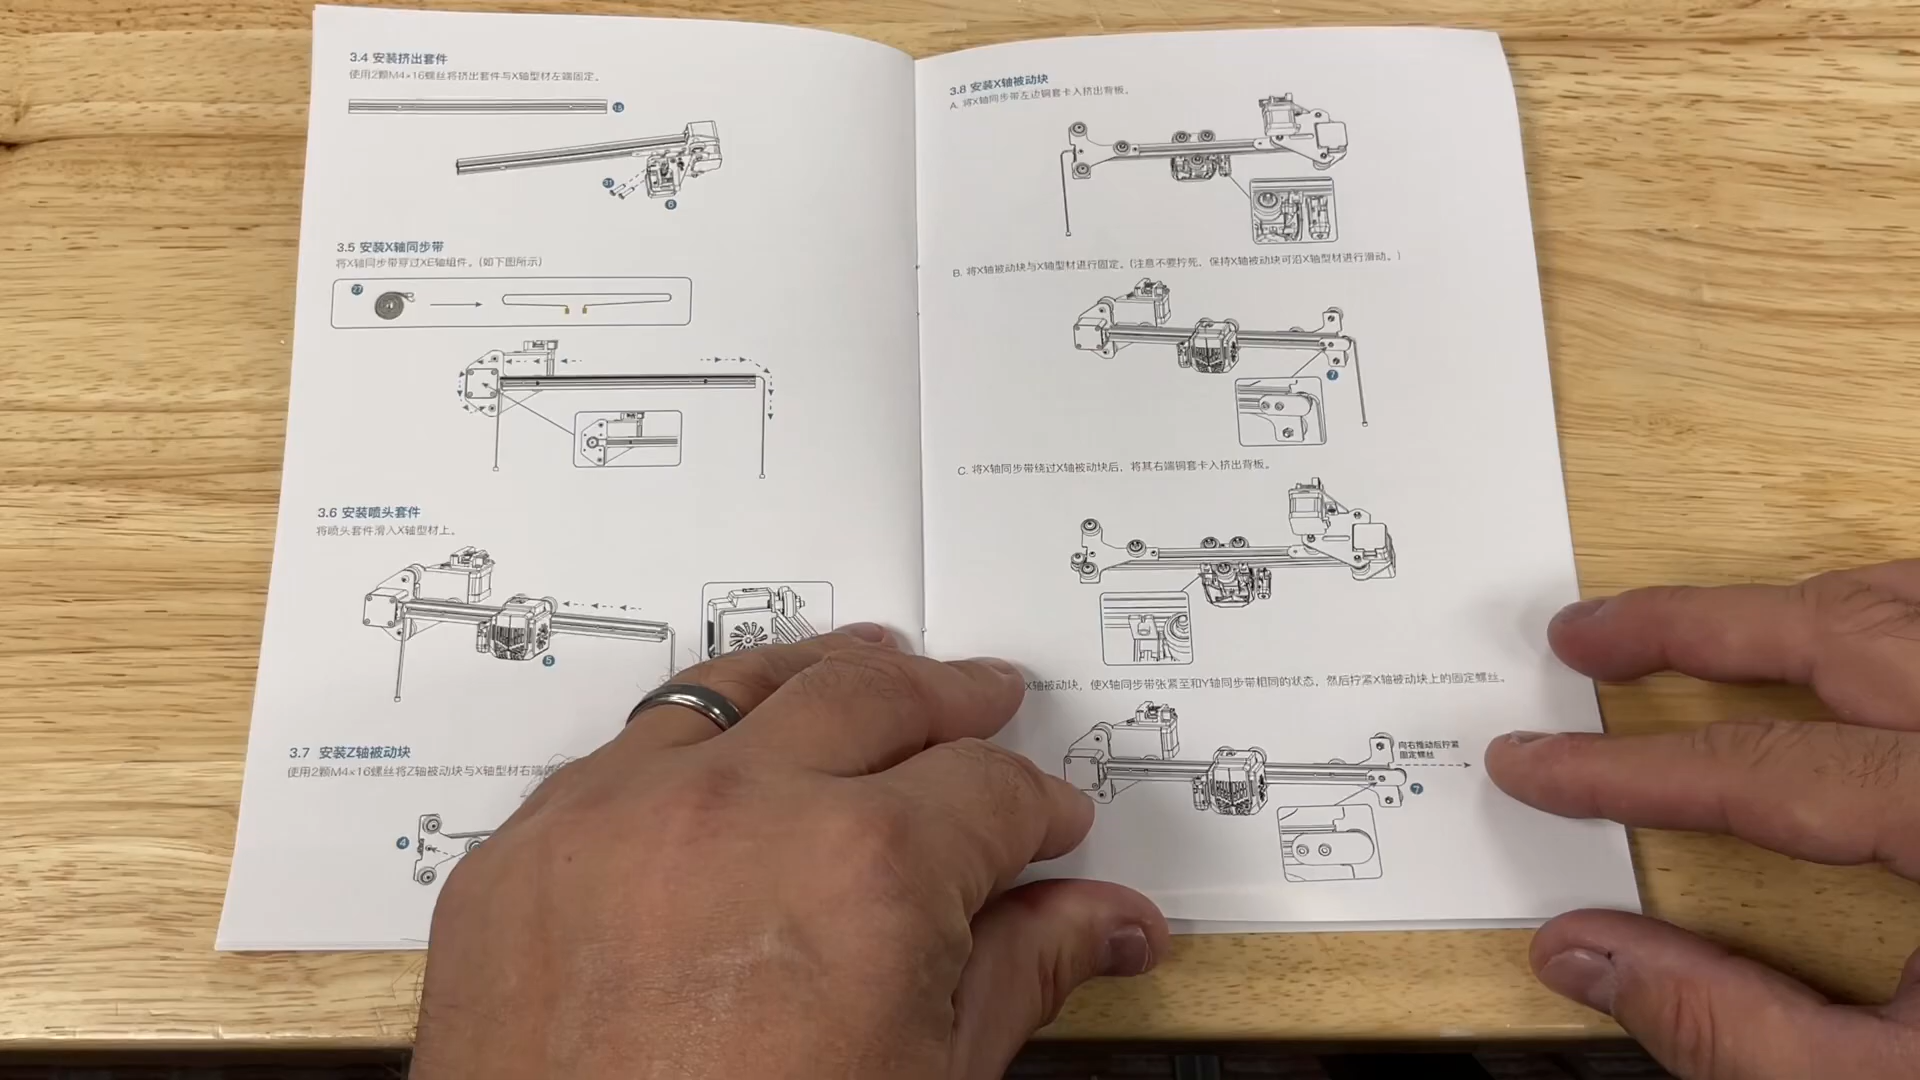 3.4 安装挤出套件
使用2颗M4×16螺丝将挤出套件与X轴型材左端固定。
15
21
6
3.5 安装X轴同步带
将X轴同步带穿过XE轴组件。(如下图所示)
27
3.6 安装喷头套件
将喷头套件滑入X轴型材上。
5
3.7 安装Z轴被动块
使用2颗M4×16螺丝将Z轴被动块与X轴型材右端
4
3.8 安装X轴被动块
A. 将X轴同步带左边铜套卡入挤出背板。
B. 将X轴被动块与X轴型材进行固定。(注意不要拧死，保持X轴被动块可沿X轴型材进行滑动。)
7
C. 将X轴同步带绕过X轴被动块后，将其右端铜套卡入挤出背板。
X轴被动块，使X轴同步带张紧至和Y轴同步带相同的状态，然后拧紧X轴被动块上的固定螺丝。
向右推动后拧紧
固定螺丝
7